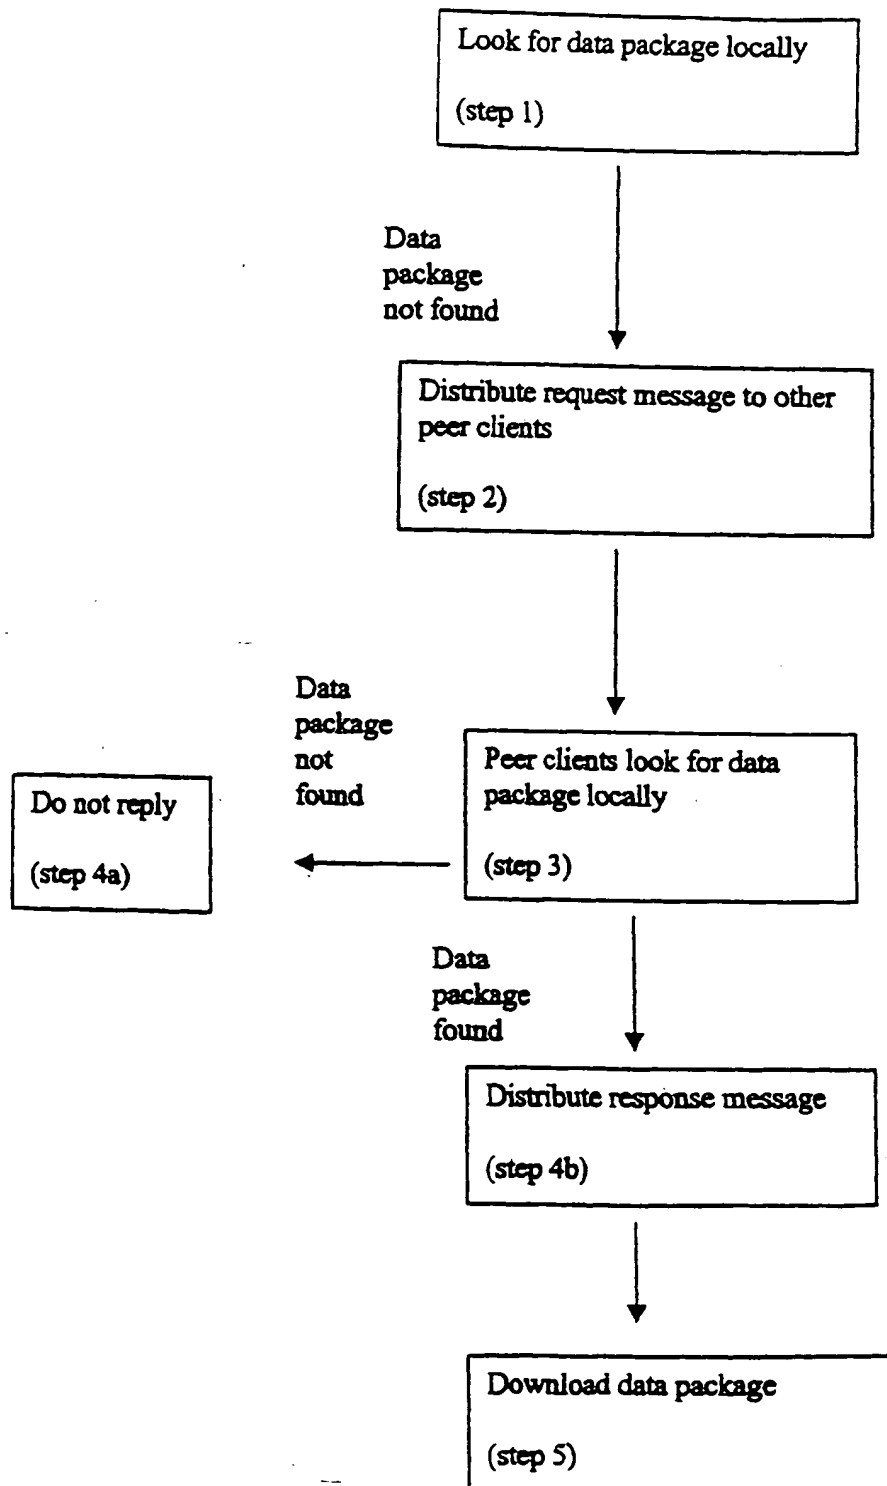 Look for data package locally
(step 1)
Data
package
not found
Distribute request message to other
peer clients
(step 2)
Data
package
not
found
Peer clients look for data
package locally
(step 3)
Do not reply
(step 4a)
Data
package
found
Distribute response message
(step 4b)
Download data package
(step 5)